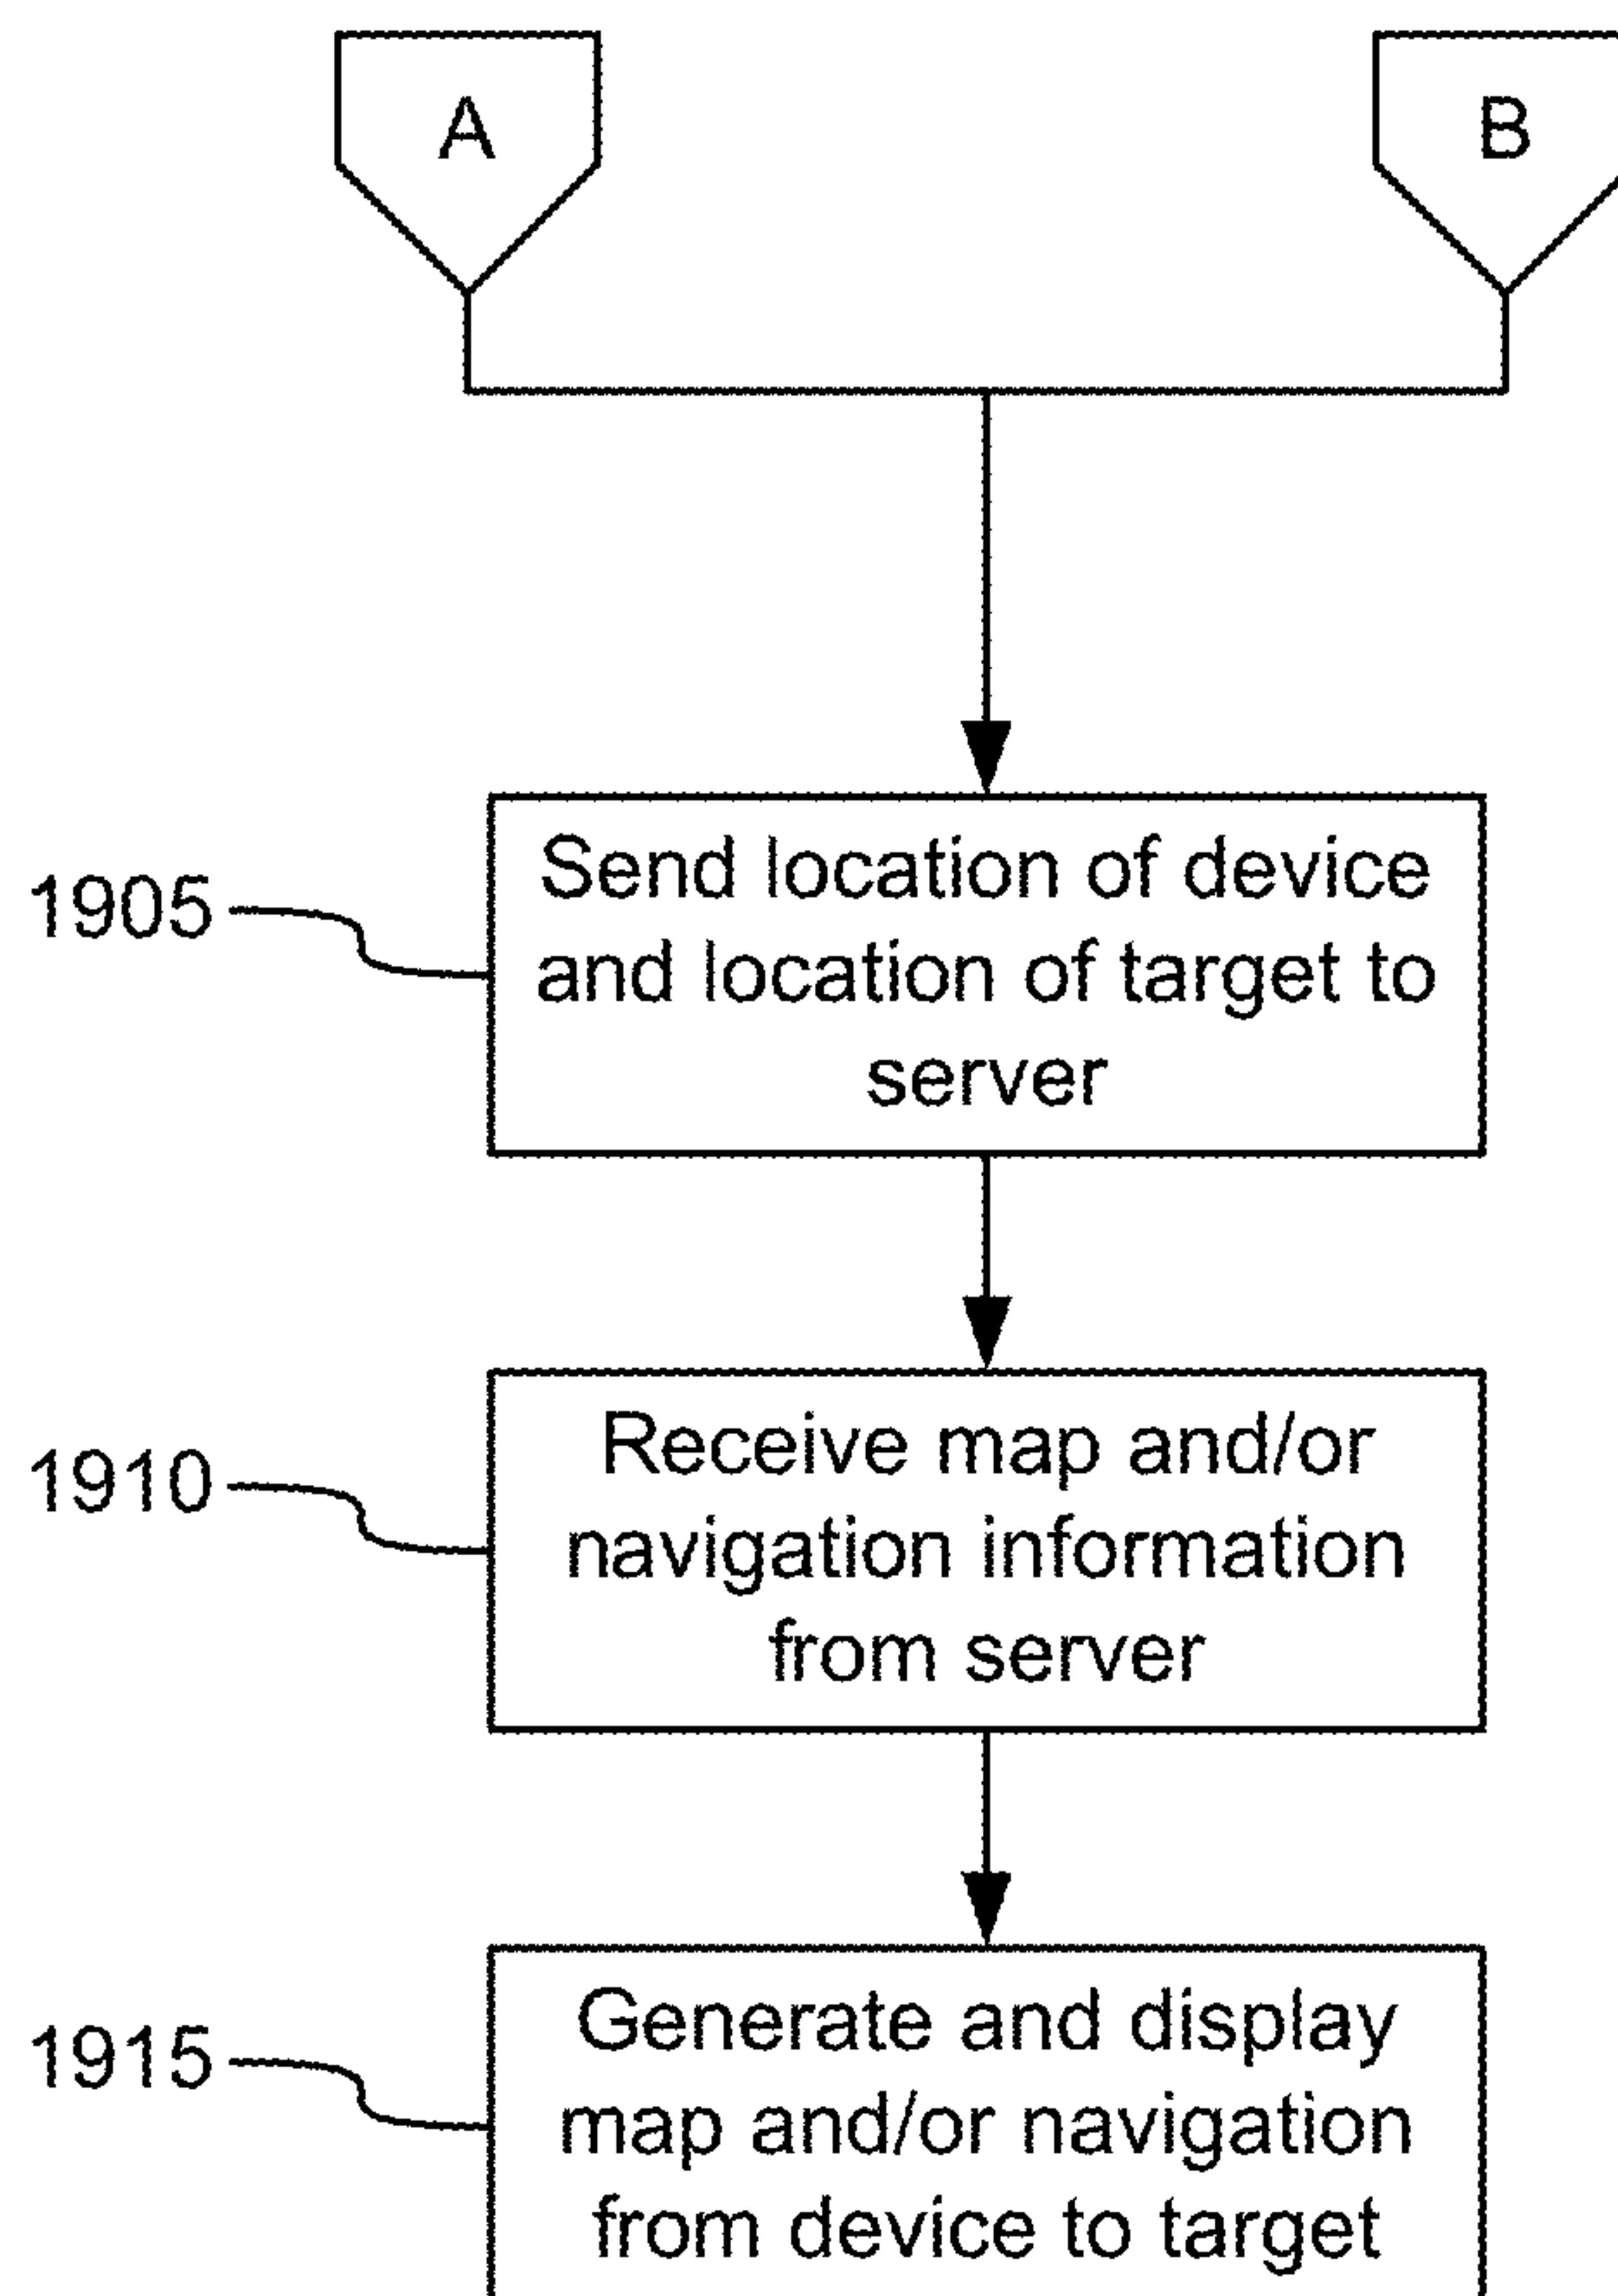 A
B
1905
Send location of device
and location of target to
server
1910
Receive map and/or
navigation information
from server
1915
Generate and display
map and/or navigation
from device to target